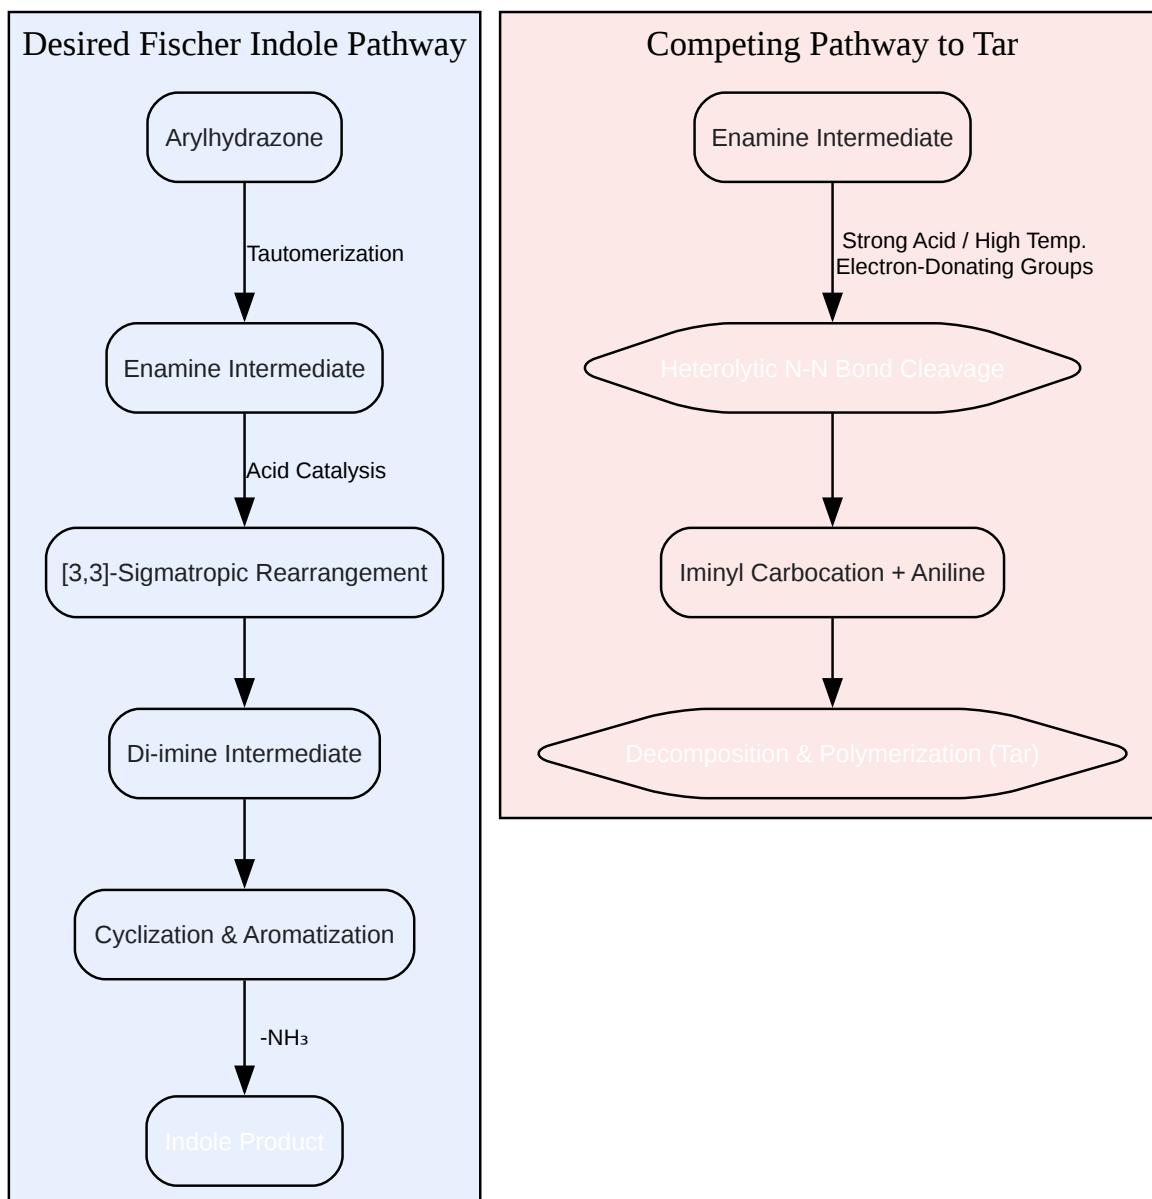 Desired Fischer Indole Pathway
Arylhydrazone
Tautomerization
Enamine Intermediate
Acid Catalysis
[3,3]-Sigmatropic Rearrangement
Di-imine Intermediate
Cyclization & Aromatization
-NH₃
Indole Product
Competing Pathway to Tar
Enamine Intermediate
Strong Acid / High Temp.
Electron-Donating Groups
Heterolytic N-N Bond Cleavage
Iminyl Carbocation + Aniline
Decomposition & Polymerization (Tar)